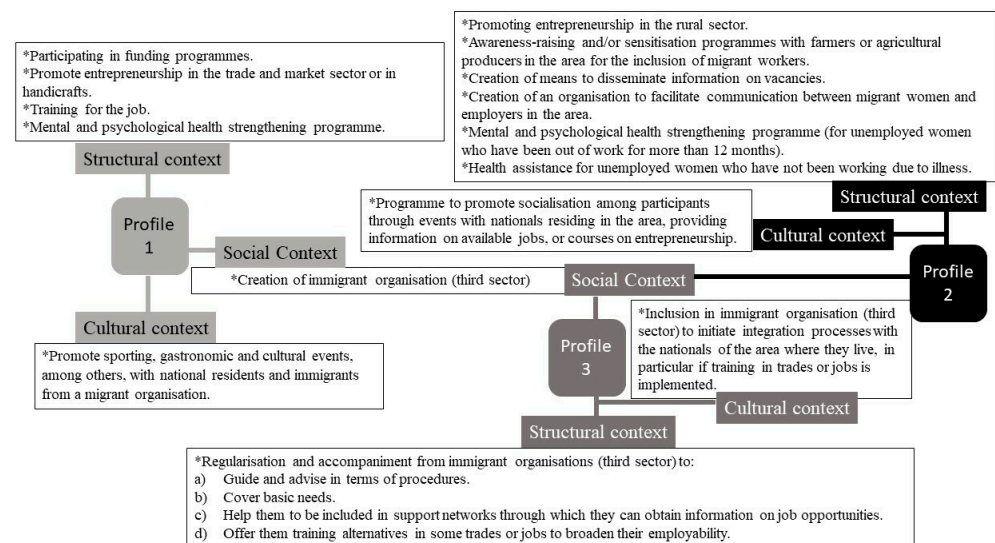 *Participating in funding programmes.
*Promote entrepreneurship in the trade and market sector or in
handicrafts.
*Training for the job.
*Mental and psychological health strengthening programme.
Structural context
Profile
1
Social Context
*Creation of immigrant organisation (third sector)
Cultural context
*Promote sporting, gastronomic and cultural events,
among others, with national residents and immigrants
from a migrant organisation.
*Promoting entrepreneurship in the rural sector.
*Awareness-raising and/or sensitisation programmes with farmers or agricultural
producers in the area for the inclusion of migrant workers.
*Creation of means to disseminate information on vacancies.
*Creation of an organisation to facilitate communication between migrant women and
employers in the area.
*Mental and psychological health strengthening programme (for unemployed women
who have been out of work for more than 12 months).
*Health assistance for unemployed women who have not been working due to illness.
Structural context
*Programme to promote socialisation among participants
through events with nationals residing in the area, providing
information on available jobs, or courses on entrepreneurship.
Cultural context
Profile
2
Social Context
Profile
3
*Inclusion in immigrant organisation (third
sector) to initiate integration processes with
the nationals of the area where they live, in
particular if training in trades or jobs is
implemented.
Cultural context
Structural context
*Regularisation and accompaniment from immigrant organisations (third sector) to:
a) Guide and advise in terms of procedures.
b) Cover basic needs.
c) Help them to be included in support networks through which they can obtain information on job opportunities.
d) Offer them training alternatives in some trades or jobs to broaden their employability.